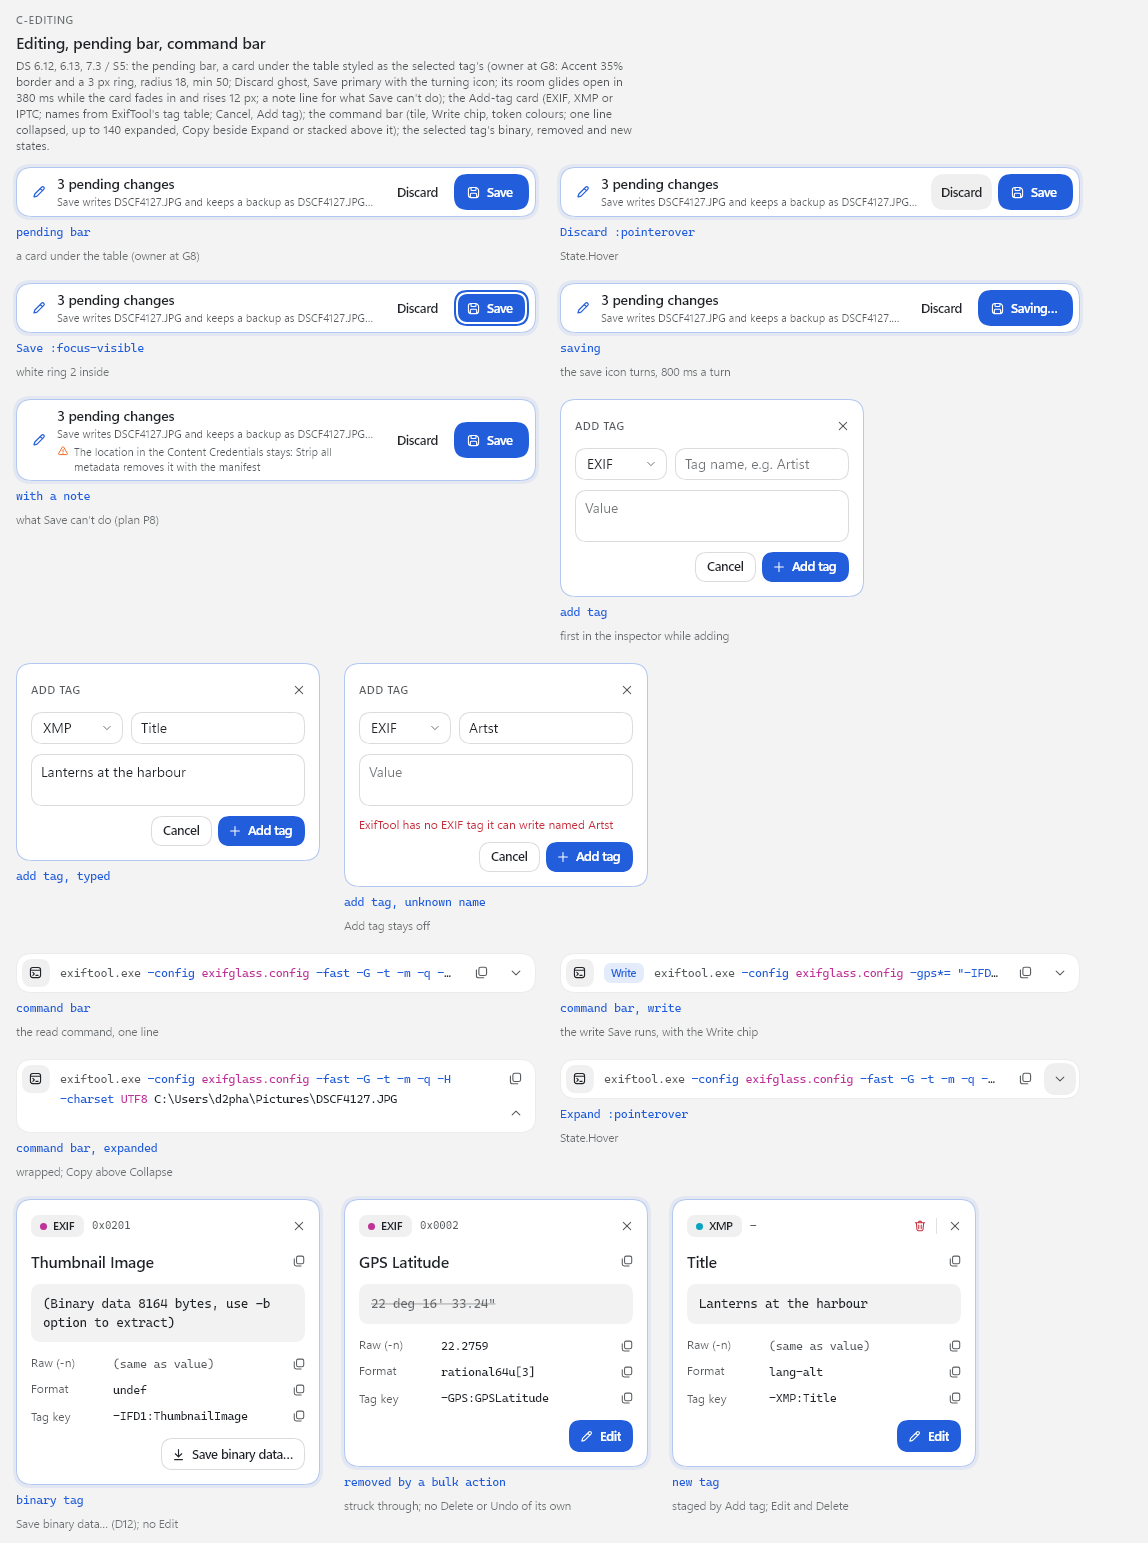 C-EDITING
Editing, pending bar, command bar
DS 6.12, 6.13, 7.3 / S5: the pending bar, a card under the table styled as the selected tag's (owner at G8: Accent 35%
border and a 3 px ring, radius 18, min 50; Discard ghost, Save primary with the turning icon; its room glides open in
380 ms while the card fades in and rises 12 px; a note line for what Save can't do); the Add-tag card (EXIF, XMP or
IPTC; names from ExifTool's tag table; Cancel, Add tag); the command bar (tile, Write chip, token colours; one line
collapsed, up to 140 expanded, Copy beside Expand or stacked above it); the selected tag's binary, removed and new
states.
3 pending changes
Save writes DSCF4127.JPG and keeps a backup as DSCF4127.JPG...
Discard
Save
pending bar
a card under the table (owner at G8)
3 pending changes
Save writes DSCF4127.JPG and keeps a backup as DSCF4127.JPG...
Discard
Save
Discard :pointerover
State.Hover
3 pending changes
Save writes DSCF4127.JPG and keeps a backup as DSCF4127.JPG...
Discard
Save
Save :focus-visible
white ring 2 inside
3 pending changes
Save writes DSCF4127.JPG and keeps a backup as DSCF4127....
Discard
Saving...
saving
the save icon turns, 800 ms a turn
3 pending changes
Save writes DSCF4127.JPG and keeps a backup as DSCF4127.JPG...
The location in the Content Credentials stays: Strip all
metadata removes it with the manifest
Discard
Save
with a note
what Save can't do (plan P8)
ADD TAG
EXIF
Tag name, e.g. Artist
Value
Cancel
Add tag
add tag
first in the inspector while adding
ADD TAG
XMP
Title
Lanterns at the harbour
Cancel
Add tag
add tag, typed
ADD TAG
EXIF
Artst
Value
ExifTool has no EXIF tag it can write named Artst
Cancel
Add tag
add tag, unknown name
Add tag stays off
exiftool.exe -config exifglass.config -fast -G -t -m -q -...
command bar
the read command, one line
Write
exiftool.exe -config exifglass.config -gps*= "-IFD...
command bar, write
the write Save runs, with the Write chip
exiftool.exe -config exifglass.config -fast -G -t -m -q -H
-charset UTF8 C:\Users\d2pha\Pictures\DSCF4127.JPG
command bar, expanded
wrapped; Copy above Collapse
exiftool.exe -config exifglass.config -fast -G -t -m -q -...
Expand :pointerover
State.Hover
EXIF
0x0201
Thumbnail Image
(Binary data 8164 bytes, use -b
option to extract)
Raw (-n)
(same as value)
Format
undef
Tag key
-IFD1:ThumbnailImage
Save binary data...
binary tag
Save binary data... (D12); no Edit
EXIF
0x0002
GPS Latitude
22 deg 16' 33.24"
Raw (-n)
22.2759
Format
rational64u[3]
Tag key
-GPS:GPSLatitude
Edit
removed by a bulk action
struck through; no Delete or Undo of its own
XMP
-
Title
Lanterns at the harbour
Raw (-n)
(same as value)
Format
lang-alt
Tag key
-XMP:Title
Edit
new tag
staged by Add tag; Edit and Delete